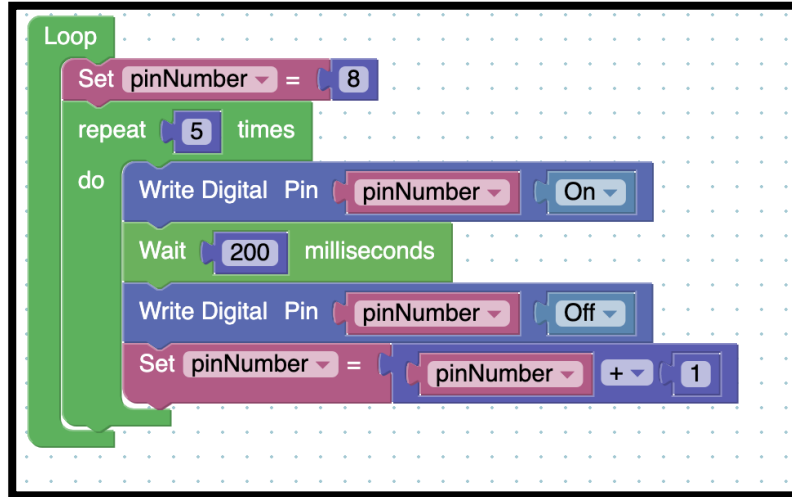 Loop
Set pinNumber = 8
repeat 5 times
do Write Digital Pin pinNumber On
Wait 200 milliseconds
Write Digital Pin pinNumber Off
Set pinNumber = pinNumber + 1